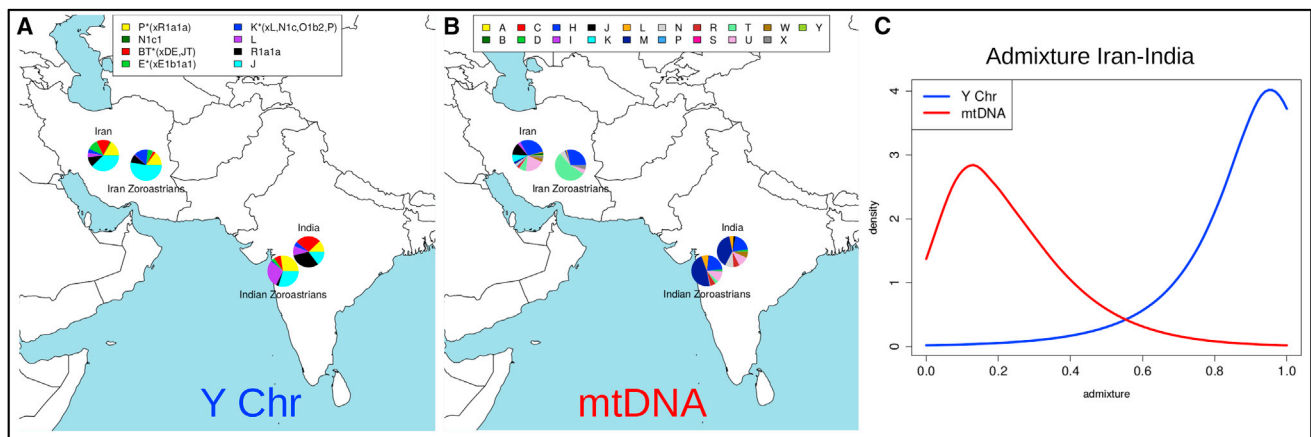 A
P*(xR1a1a)
N1c1
BT*(xDE,JT)
E*(xE1b1a1)
K*(xL,N1c,O1b2,P)
L
R1a1a
J
Iran
Iran Zoroastrians
India
Indian Zoroastrians
Y Chr
B
A C H J L N R T W Y
B D I K M P S U X
Iran
Iran Zoroastrians
India
Indian Zoroastrians
mtDNA
C
Admixture Iran-India
Y Chr
mtDNA
density
4
3
2
1
0
0.0 0.2 0.4 0.6 0.8 1.0
admixture